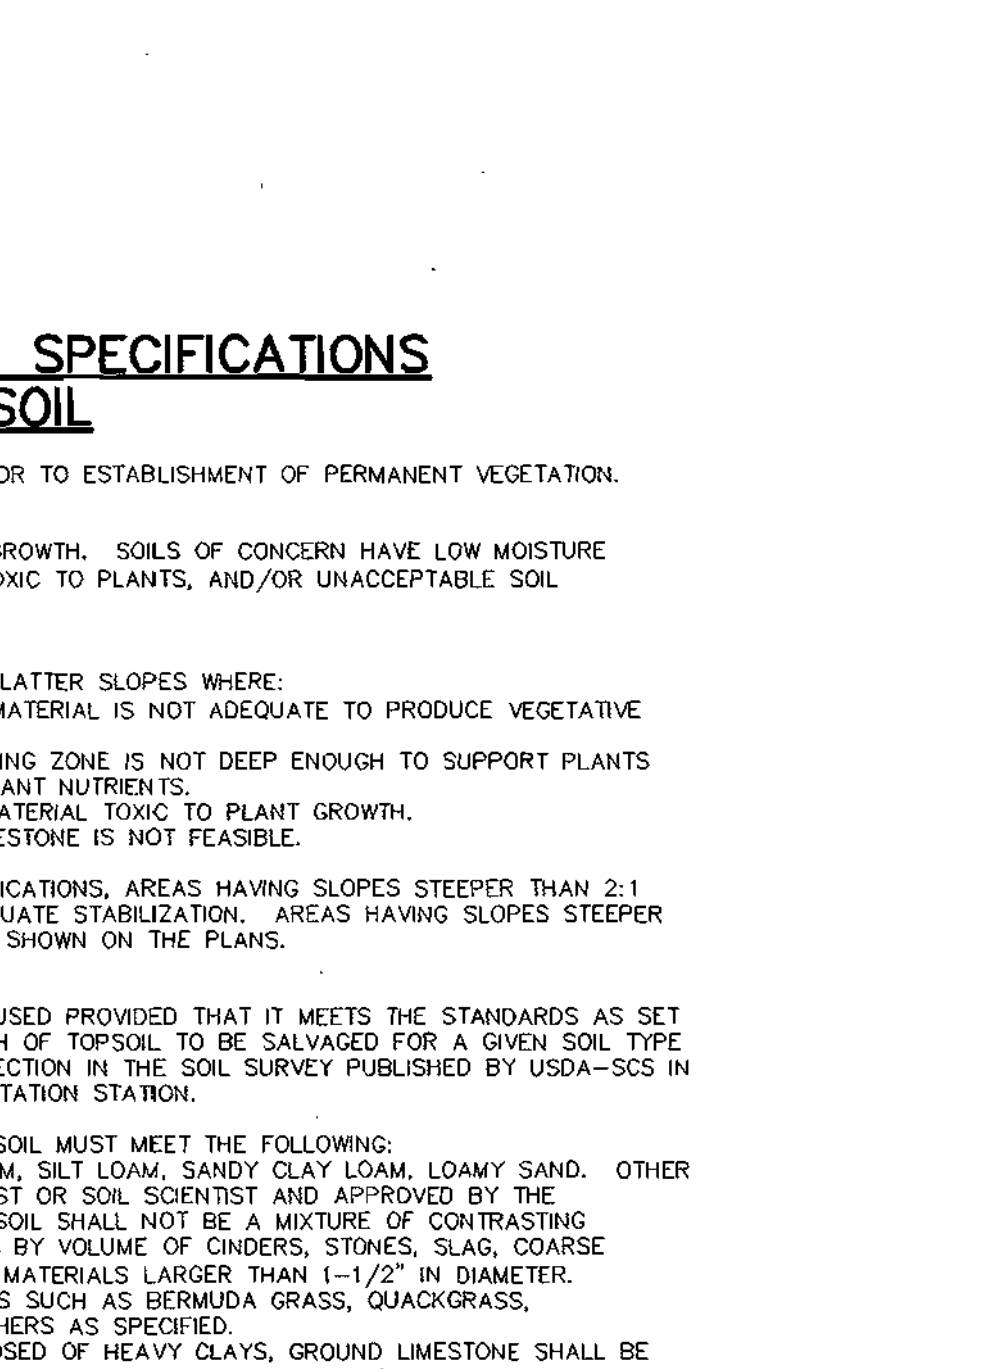 SPECIFICATIONS
SOIL
OR TO ESTABLISHMENT OF PERMANENT VEGETATION.
GROWTH. SOILS OF CONCERN HAVE LOW MOISTURE
OXIC TO PLANTS, AND/OR UNACCEPTABLE SOIL
LATTER SLOPES WHERE:
MATERIAL IS NOT ADEQUATE TO PRODUCE VEGETATIVE
ING ZONE IS NOT DEEP ENOUGH TO SUPPORT PLANTS
ANT NUTRIENTS.
ATERIAL TOXIC TO PLANT GROWTH.
ESTONE IS NOT FEASIBLE.
ICATIONS, AREAS HAVING SLOPES STEEPER THAN 2:1
UATE STABILIZATION. AREAS HAVING SLOPES STEEPER
SHOWN ON THE PLANS.
USED PROVIDED THAT IT MEETS THE STANDARDS AS SET
H OF TOPSOIL TO BE SALVAGED FOR A GIVEN SOIL TYPE
ECTION IN THE SOIL SURVEY PUBLISHED BY USDA-SCS IN
TATION STATION.
SOIL MUST MEET THE FOLLOWING:
M, SILT LOAM, SANDY CLAY LOAM, LOAMY SAND. OTHER
ST OR SOIL SCIENTIST AND APPROVED BY THE
SOIL SHALL NOT BE A MIXTURE OF CONTRASTING
BY VOLUME OF CINDERS, STONES, SLAG, COARSE
MATERIALS LARGER THAN 1-1/2" IN DIAMETER.
S SUCH AS BERMUDA GRASS, QUACKGRASS,
HERS AS SPECIFIED.
OSED OF HEAVY CLAYS, GROUND LIMESTONE SHALL BE